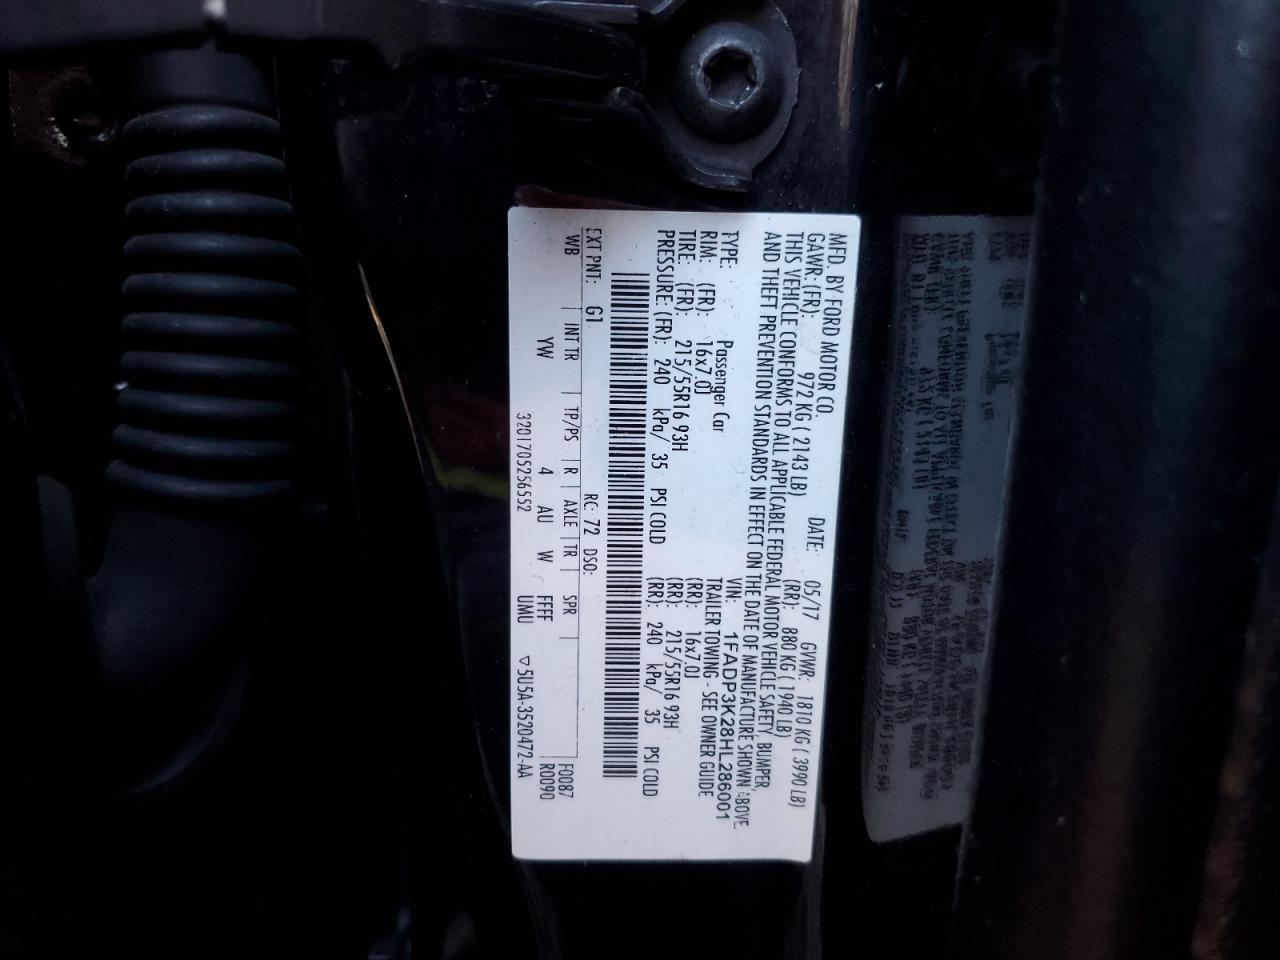 MFD. BY FORD MOTOR CO. DATE: 05/17 GVWR: 1810 KG ( 3990 LB)
GAWR: (FR): 972 KG ( 2143 LB) (RR): 880 KG ( 1940 LB)
THIS VEHICLE CONFORMS TO ALL APPLICABLE FEDERAL MOTOR VEHICLE SAFETY, BUMPER,
AND THEFT PREVENTION STANDARDS IN EFFECT ON THE DATE OF MANUFACTURE SHOWN ABOVE.
VIN: 1FADP3K28HL286001
TYPE: Passenger Car TRAILER TOWING - SEE OWNER GUIDE
RIM: (FR): 16x7.0J (RR): 16x7.0J
TIRE: (FR): 215/55R16 93H (RR): 215/55R16 93H
PRESSURE: (FR): 240 kPa/ 35 PSI COLD (RR): 240 kPa/ 35 PSI COLD
EXT PNT: G1 RC: 72 DSO: F0087
WB INT TR TP/PS R AXLE TR SPR R0090
YW 4 AU W FFFF
3201705256552 UMU ▽ 5U5A-3520472-AA